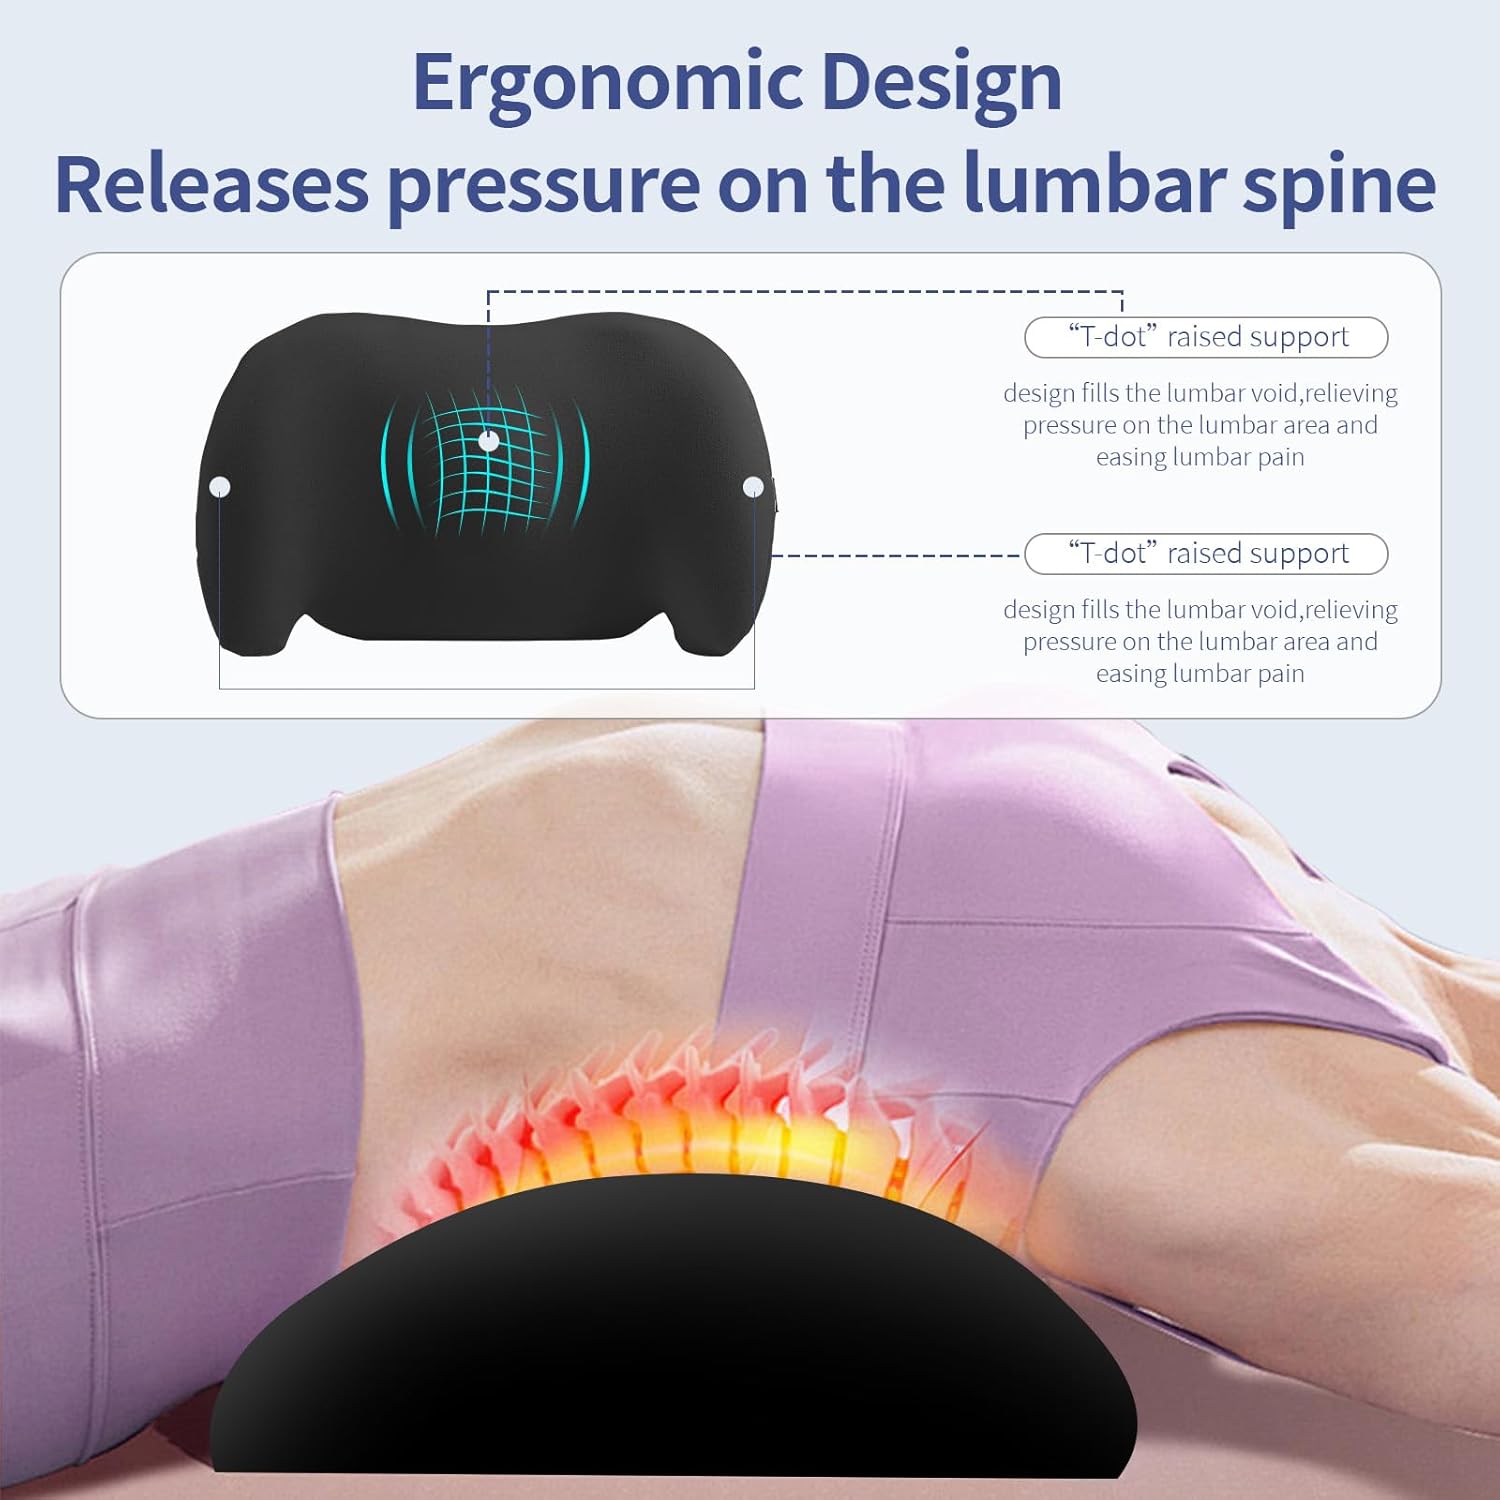 Ergonomic Design
Releases pressure on the lumbar spine
“T-dot” raised support
design fills the lumbar void,relieving
pressure on the lumbar area and
easing lumbar pain
“T-dot” raised support
design fills the lumbar void,relieving
pressure on the lumbar area and
easing lumbar pain